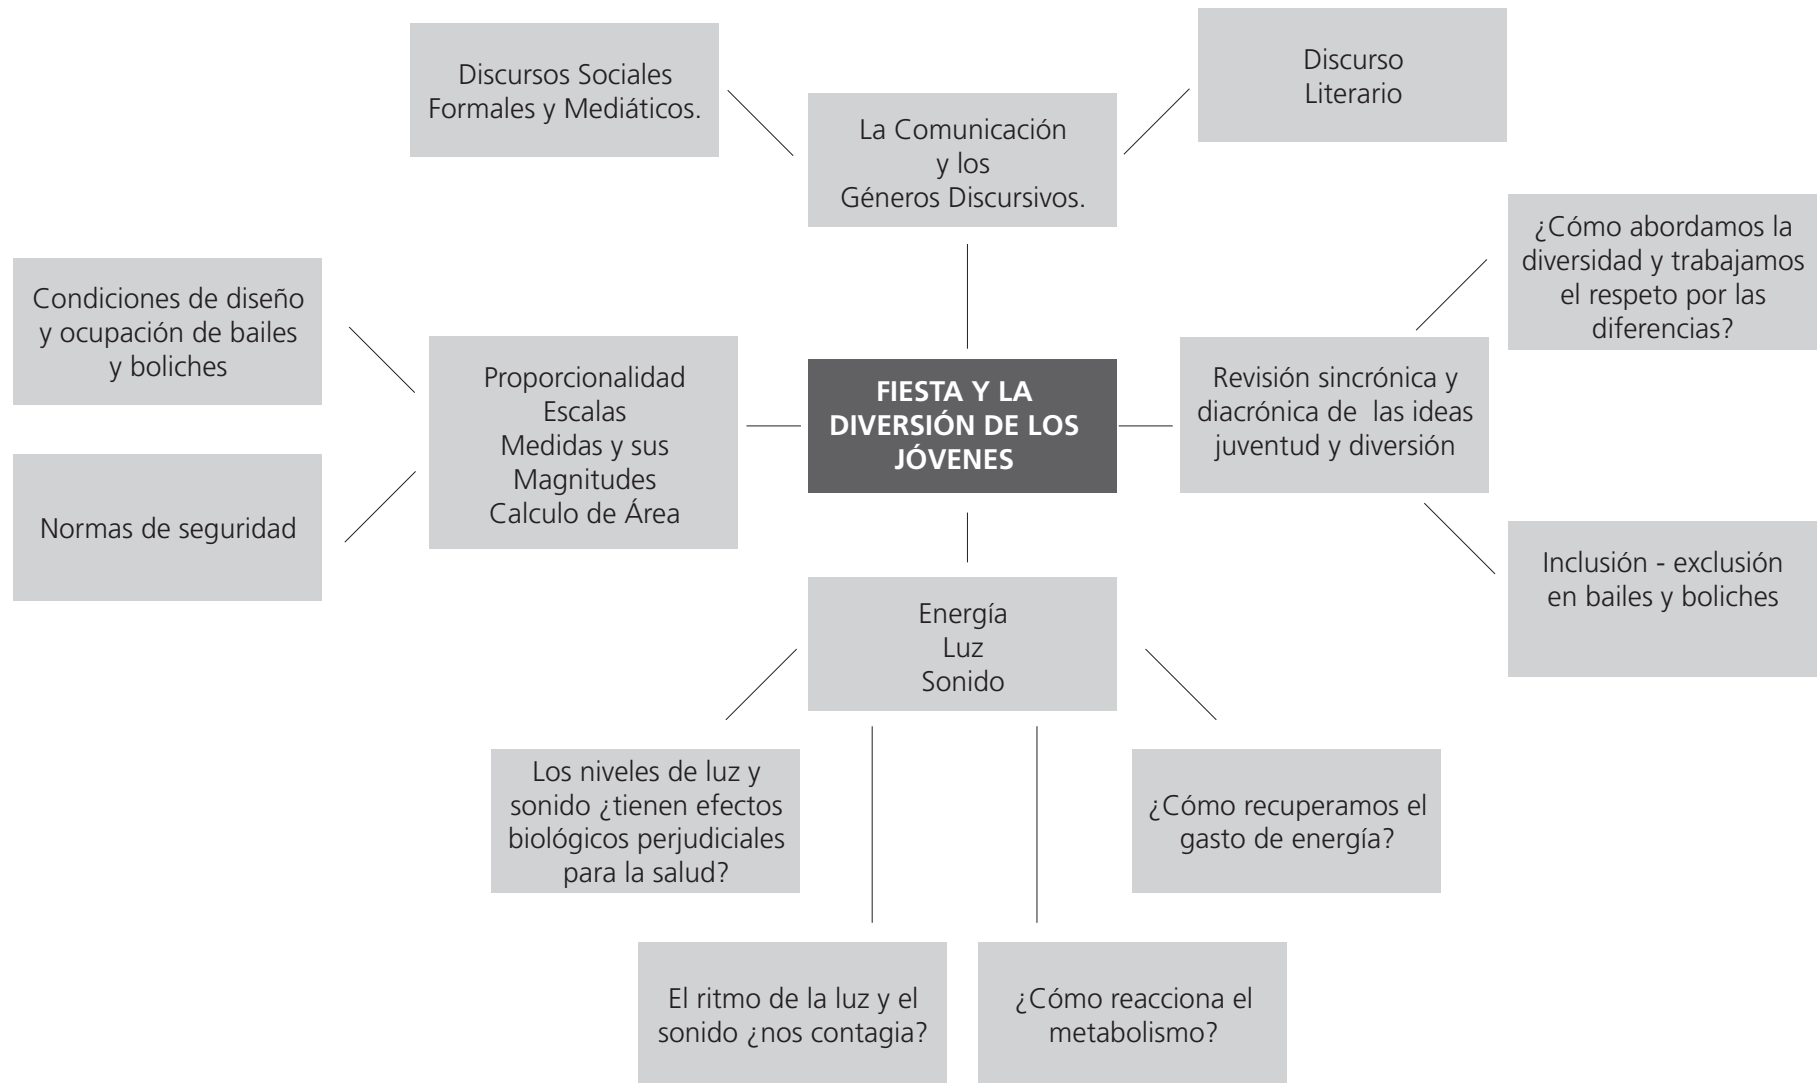 Discursos Sociales
Formales y Mediáticos.
La Comunicación
y los
Géneros Discursivos.
Discurso
Literario
¿Cómo abordamos la
diversidad y trabajamos
el respeto por las
diferencias?
Condiciones de diseño
y ocupación de bailes
y boliches
Proporcionalidad
Escalas
Medidas y sus
Magnitudes
Calculo de Área
FIESTA Y LA
DIVERSIÓN DE LOS
JÓVENES
Revisión sincrónica y
diacrónica de las ideas
juventud y diversión
Normas de seguridad
Inclusión - exclusión
en bailes y boliches
Energía
Luz
Sonido
Los niveles de luz y
sonido ¿tienen efectos
biológicos perjudiciales
para la salud?
¿Cómo recuperamos el
gasto de energía?
El ritmo de la luz y el
sonido ¿nos contagia?
¿Cómo reacciona el
metabolismo?